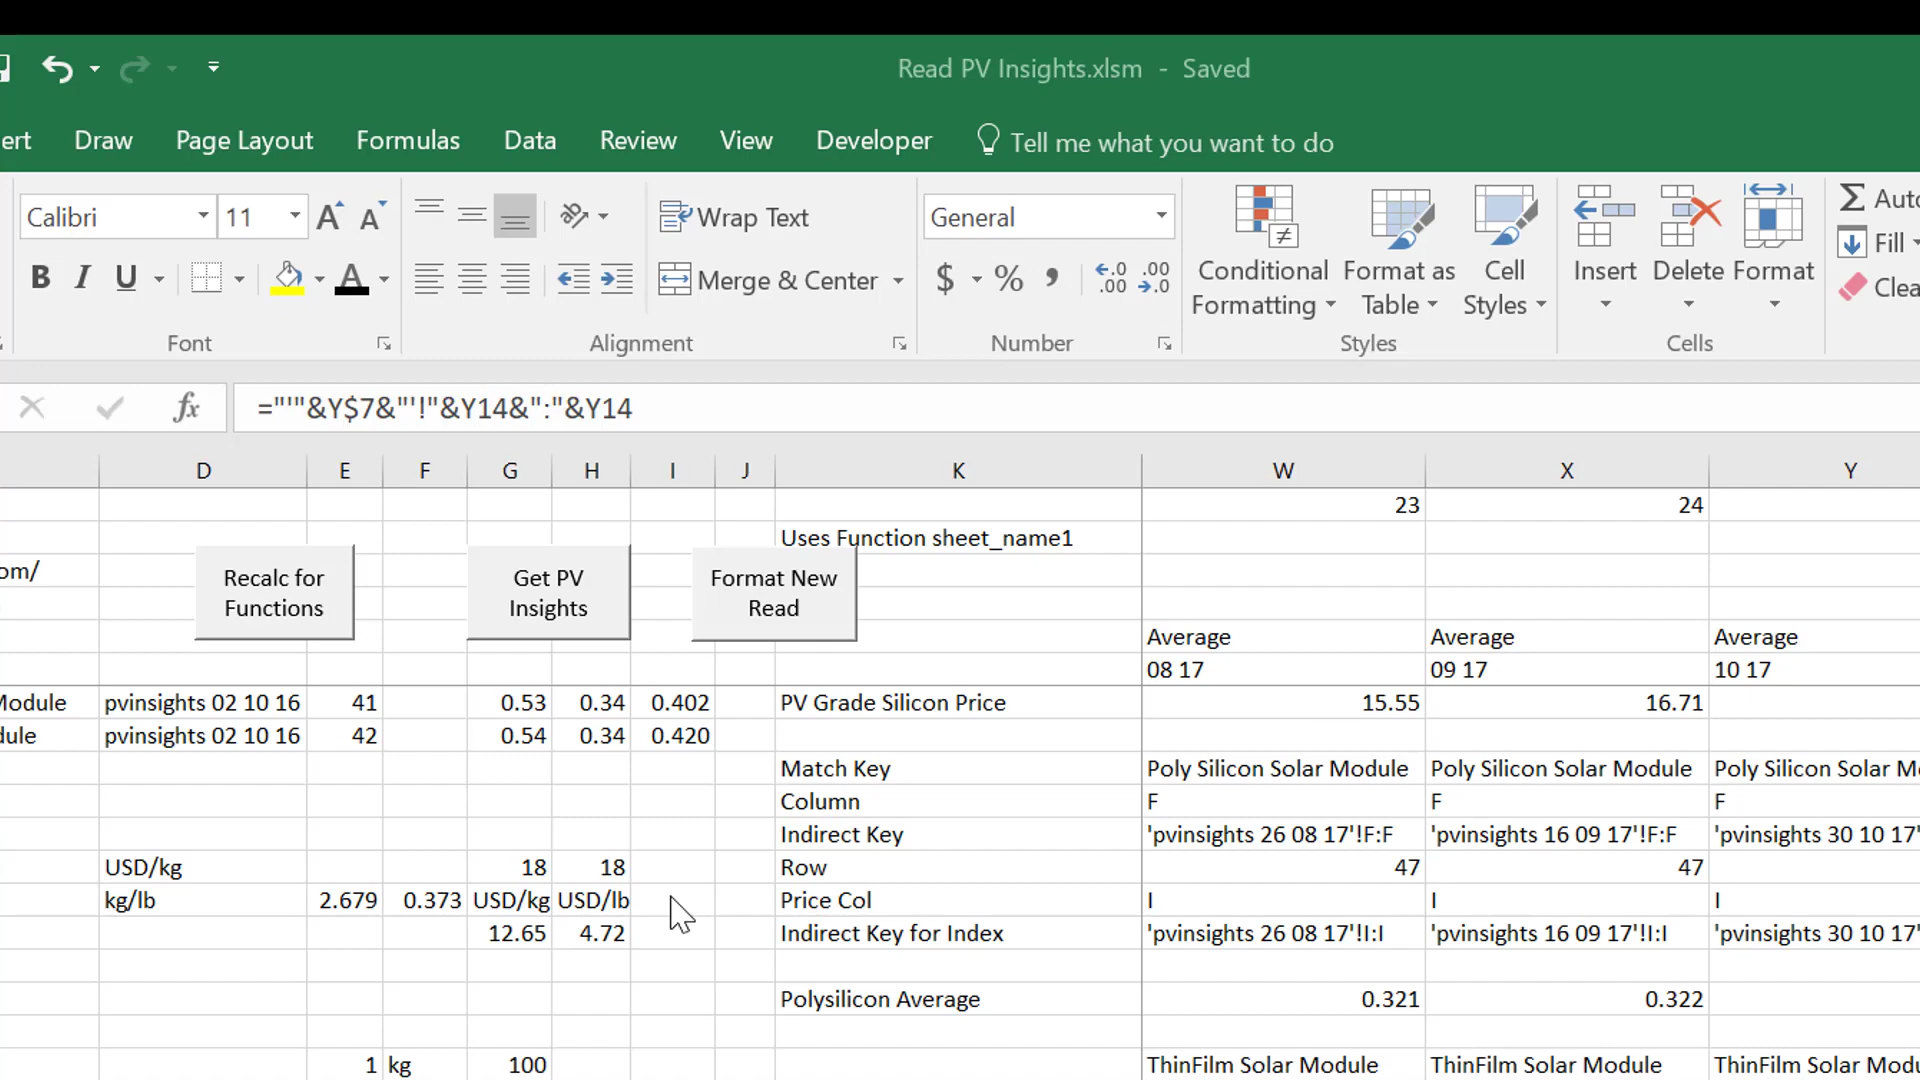 Read PV Insights.xlsm - Saved
ert Draw Page Layout Formulas Data Review View Developer Tell me what you want to do
Calibri 11 A A Wrap Text General Auto
B I U A Merge & Center $ % , .0 .00 .00 .0 Conditional Formatting Format as Table Cell Styles Insert Delete Format Fill Clea
Font Alignment Number Styles Cells
fx ="'"&Y$7&"'!"&Y14&":"&Y14
D E F G H I J K W X Y
23 24
Uses Function sheet_name1
om/ Recalc for Functions Get PV Insights Format New Read
Average Average Average
08 17 09 17 10 17
Module pvinsights 02 10 16 41 0.53 0.34 0.402 PV Grade Silicon Price 15.55 16.71
dule pvinsights 02 10 16 42 0.54 0.34 0.420
Match Key Poly Silicon Solar Module Poly Silicon Solar Module Poly Silicon Solar M
Column F F F
Indirect Key 'pvinsights 26 08 17'!F:F 'pvinsights 16 09 17'!F:F 'pvinsights 30 10 17'
USD/kg 18 18 Row 47 47
kg/lb 2.679 0.373 USD/kg USD/lb Price Col I I I
12.65 4.72 Indirect Key for Index 'pvinsights 26 08 17'!I:I 'pvinsights 16 09 17'!I:I 'pvinsights 30 10 17'
Polysilicon Average 0.321 0.322
1 kg 100 ThinFilm Solar Module ThinFilm Solar Module ThinFilm Solar Modu